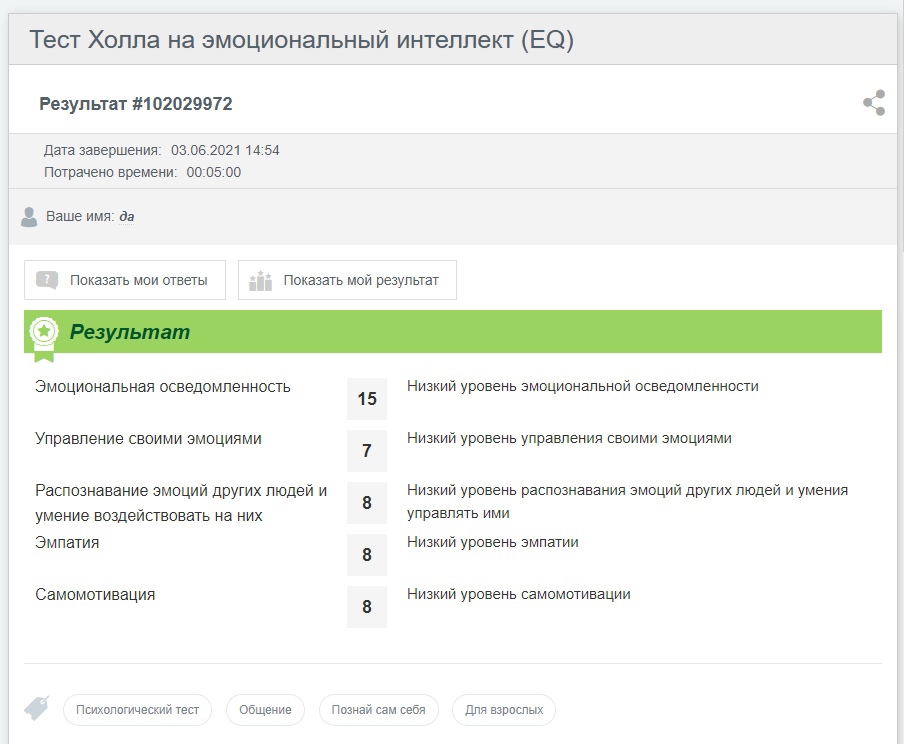 Тест Холла на эмоциональный интеллект (EQ)
Результат #102029972
Дата завершения: 03.06.2021 14:54
Потрачено времени: 00:05:00
Ваше имя: да
Показать мои ответы
Показать мой результат
Результат
Эмоциональная осведомленность
15
Низкий уровень эмоциональной осведомленности
Управление своими эмоциями
7
Низкий уровень управления своими эмоциями
Распознавание эмоций других людей и
умение воздействовать на них
8
Низкий уровень распознавания эмоций других людей и умения
управлять ими
Эмпатия
8
Низкий уровень эмпатии
Самомотивация
8
Низкий уровень самомотивации
Психологический тест
Общение
Познай сам себя
Для взрослых